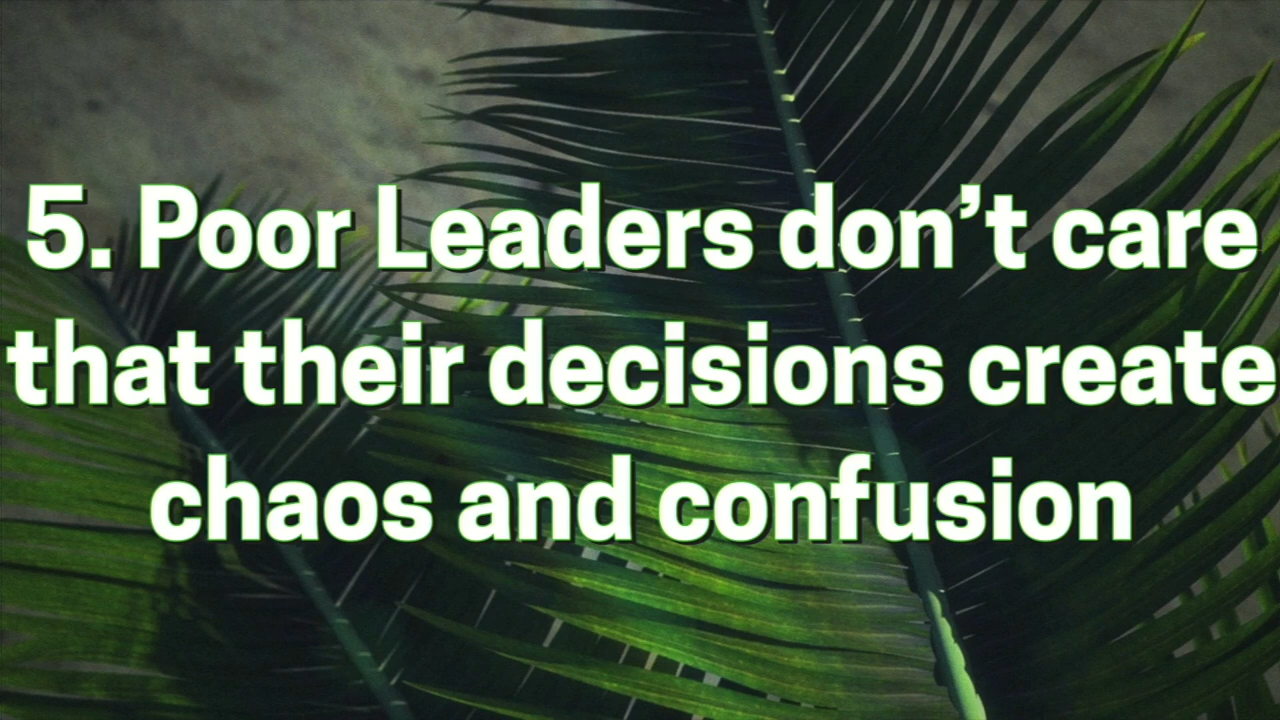 5. Poor Leaders don’t care
that their decisions create
chaos and confusion